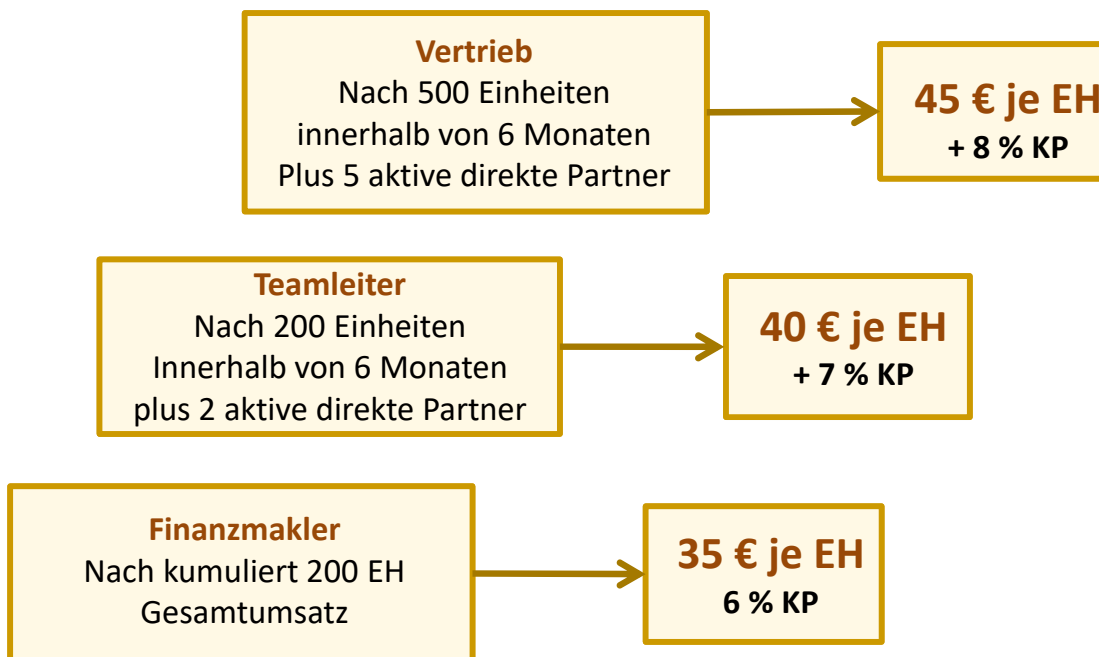 Vertrieb
Nach 500 Einheiten
innerhalb von 6 Monaten
Plus 5 aktive direkte Partner
45 € je EH
+ 8 % KP
Teamleiter
Nach 200 Einheiten
Innerhalb von 6 Monaten
plus 2 aktive direkte Partner
40 € je EH
+ 7 % KP
Finanzmakler
Nach kumuliert 200 EH
Gesamtumsatz
35 € je EH
6 % KP